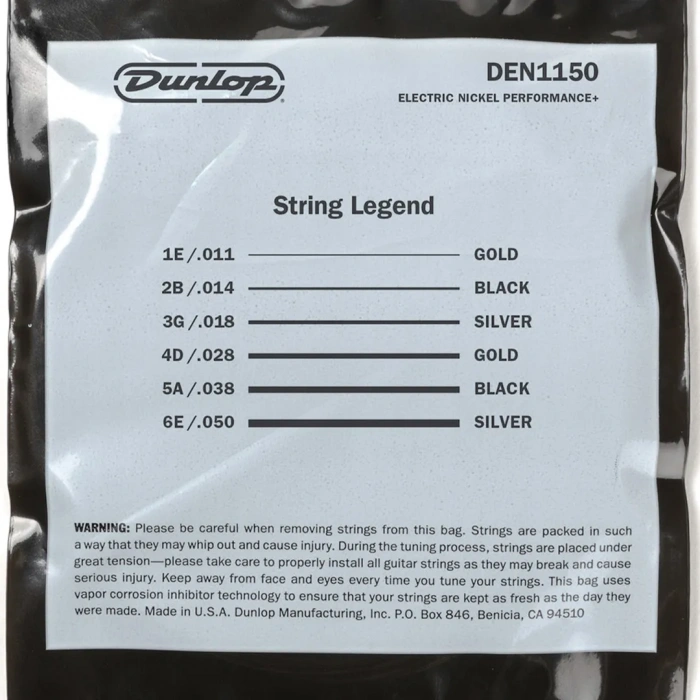 Dunlop
DEN1150
ELECTRIC NICKEL PERFORMANCE+
String Legend
1E/.011 GOLD
2B/.014 BLACK
3G/.018 SILVER
4D/.028 GOLD
5A/.038 BLACK
6E/.050 SILVER
WARNING: Please be careful when removing strings from this bag. Strings are packed in such
a way that they may whip out and cause injury. During the tuning process, strings are placed under
great tension—please take care to properly install all guitar strings as they may break and cause
serious injury. Keep away from face and eyes every time you tune your strings. This bag uses
vapor corrosion inhibitor technology to ensure that your strings are kept as fresh as the day they
were made. Made in U.S.A. Dunlop Manufacturing, Inc. P.O. Box 846, Benicia, CA 94510